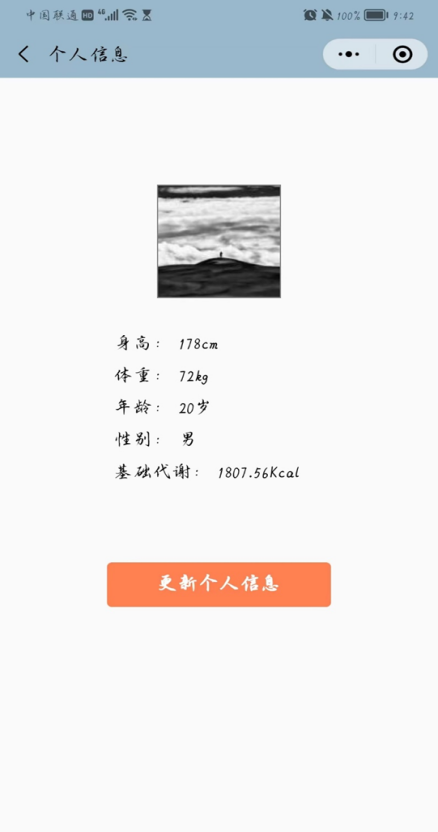 中国联通 HD 4G 100% 9:42
个人信息
身高： 178cm
体重： 72kg
年龄： 20岁
性别： 男
基础代谢： 1807.56Kcal
更新个人信息